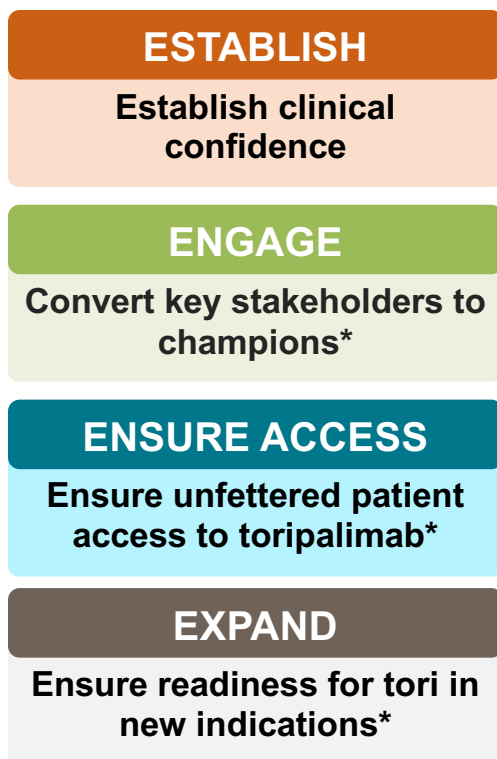 ESTABLISH
Establish clinical
confidence
ENGAGE
Convert key stakeholders to
champions*
ENSURE ACCESS
Ensure unfettered patient
access to toripalimab*
EXPAND
Ensure readiness for tori in
new indications*